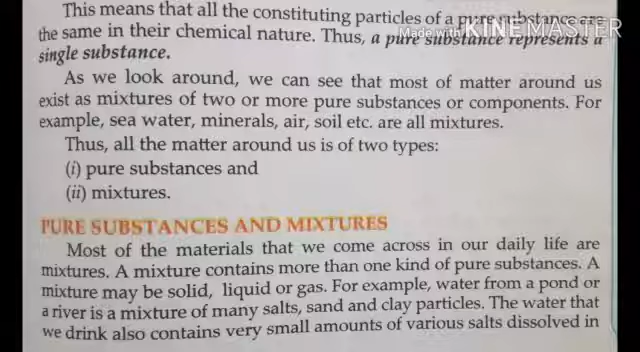 This means that all the constituting particles of a pure substance are
the same in their chemical nature. Thus, a pure substance represents a
single substance.
Made with KINEMASTER
As we look around, we can see that most of matter around us
exist as mixtures of two or more pure substances or components. For
example, sea water, minerals, air, soil etc. are all mixtures.
Thus, all the matter around us is of two types:
(i) pure substances and
(ii) mixtures.
PURE SUBSTANCES AND MIXTURES
Most of the materials that we come across in our daily life are
mixtures. A mixture contains more than one kind of pure substances. A
mixture may be solid, liquid or gas. For example, water from a pond or
a river is a mixture of many salts, sand and clay particles. The water that
we drink also contains very small amounts of various salts dissolved in